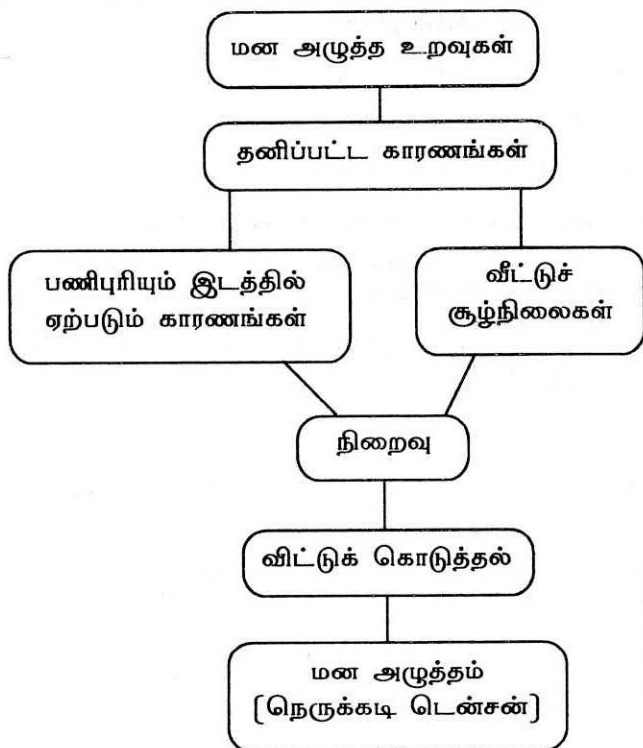 மன அழுத்த உறவுகள்
தனிப்பட்ட காரணங்கள்
பணிபுரியும் இடத்தில்
ஏற்படும் காரணங்கள்
வீட்டுச்
சூழ்நிலைகள்
நிறைவு
விட்டுக் கொடுத்தல்
மன அழுத்தம்
[நெருக்கடி டென்சன்]